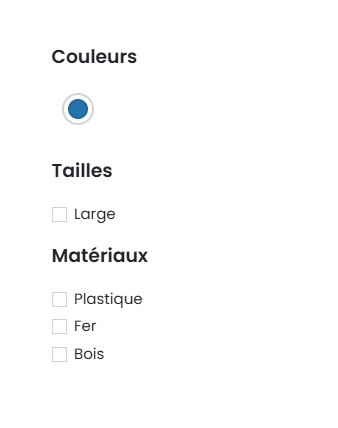 Couleurs
Tailles
Large
Matériaux
Plastique
Fer
Bois